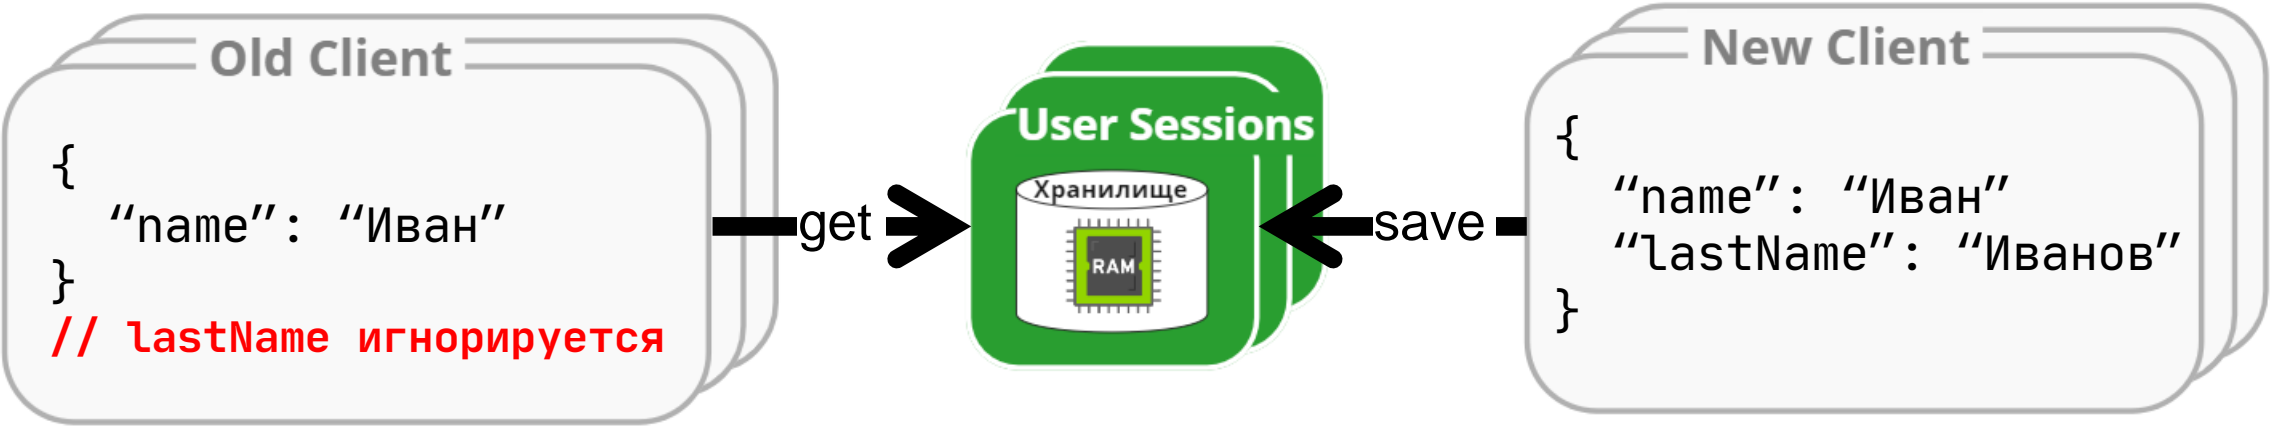 Old Client
{
  “name”: “Иван”
}
// lastName игнорируется
get
User Sessions
Хранилище
RAM
save
New Client
{
  “name”: “Иван”
  “lastName”: “Иванов”
}